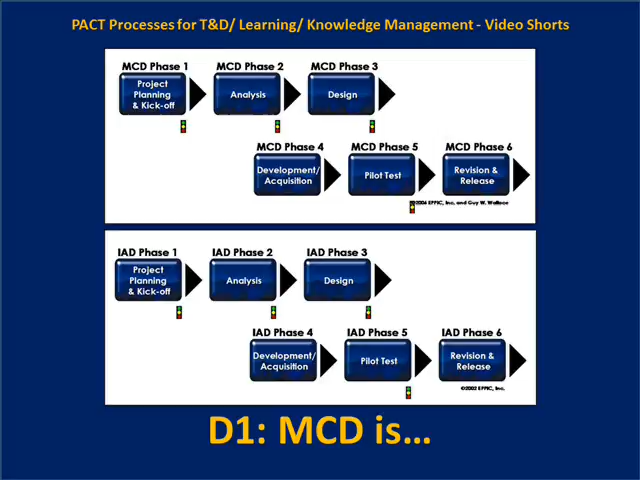 PACT Processes for T&D/ Learning/ Knowledge Management - Video Shorts
MCD Phase 1 MCD Phase 2 MCD Phase 3
Project
Planning
& Kick-off
Analysis
Design
MCD Phase 4 MCD Phase 5 MCD Phase 6
Development/
Acquisition
Pilot Test
Revision &
Release
©2004 EPPIC, Inc. and Guy W. Wallace
IAD Phase 1 IAD Phase 2 IAD Phase 3
Project
Planning
& Kick-off
Analysis
Design
IAD Phase 4 IAD Phase 5 IAD Phase 6
Development/
Acquisition
Pilot Test
Revision &
Release
©2002 EPPIC, Inc.
D1: MCD is...